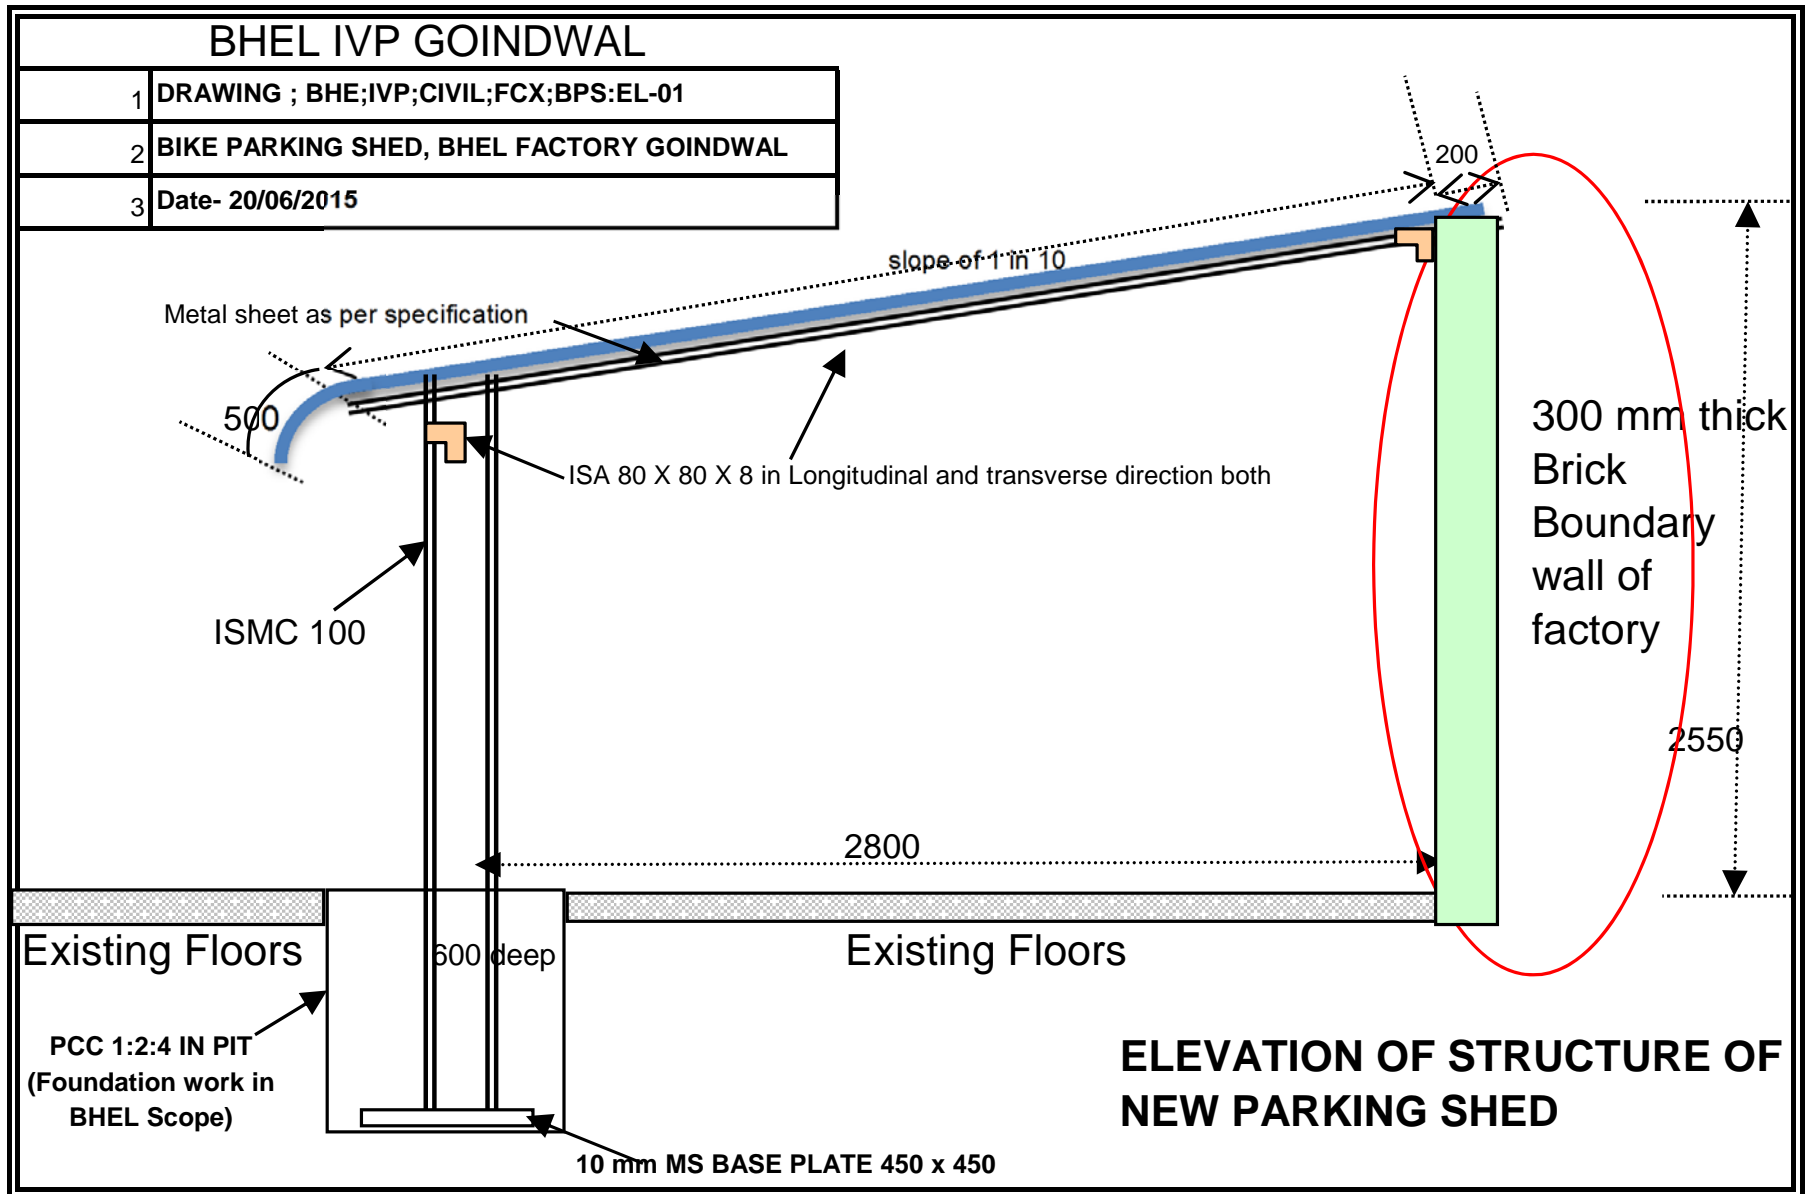 BHEL IVP GOINDWAL
1 DRAWING ; BHE;IVP;CIVIL;FCX;BPS:EL-01
2 BIKE PARKING SHED, BHEL FACTORY GOINDWAL
3 Date- 20/06/2015
200
slope of 1 in 10
Metal sheet as per specification
500
ISA 80 X 80 X 8 in Longitudinal and transverse direction both
300 mm thick
Brick
Boundary
wall of
factory
ISMC 100
2550
2800
Existing Floors
600 deep
Existing Floors
PCC 1:2:4 IN PIT
(Foundation work in
BHEL Scope)
ELEVATION OF STRUCTURE OF
NEW PARKING SHED
10 mm MS BASE PLATE 450 x 450